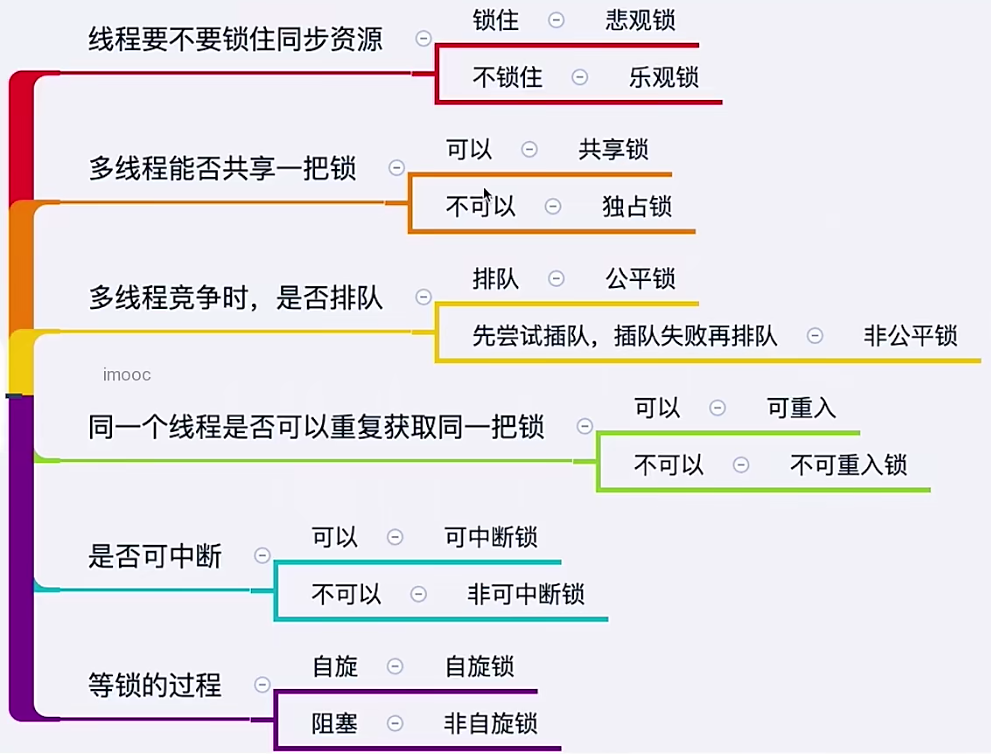 锁住 悲观锁
线程要不要锁住同步资源
不锁住 乐观锁
可以 共享锁
多线程能否共享一把锁
不可以 独占锁
排队 公平锁
多线程竞争时，是否排队
先尝试插队，插队失败再排队 非公平锁
imooc
可以 可重入
同一个线程是否可以重复获取同一把锁
不可以 不可重入锁
可以 可中断锁
是否可中断
不可以 非可中断锁
自旋 自旋锁
等锁的过程
阻塞 非自旋锁